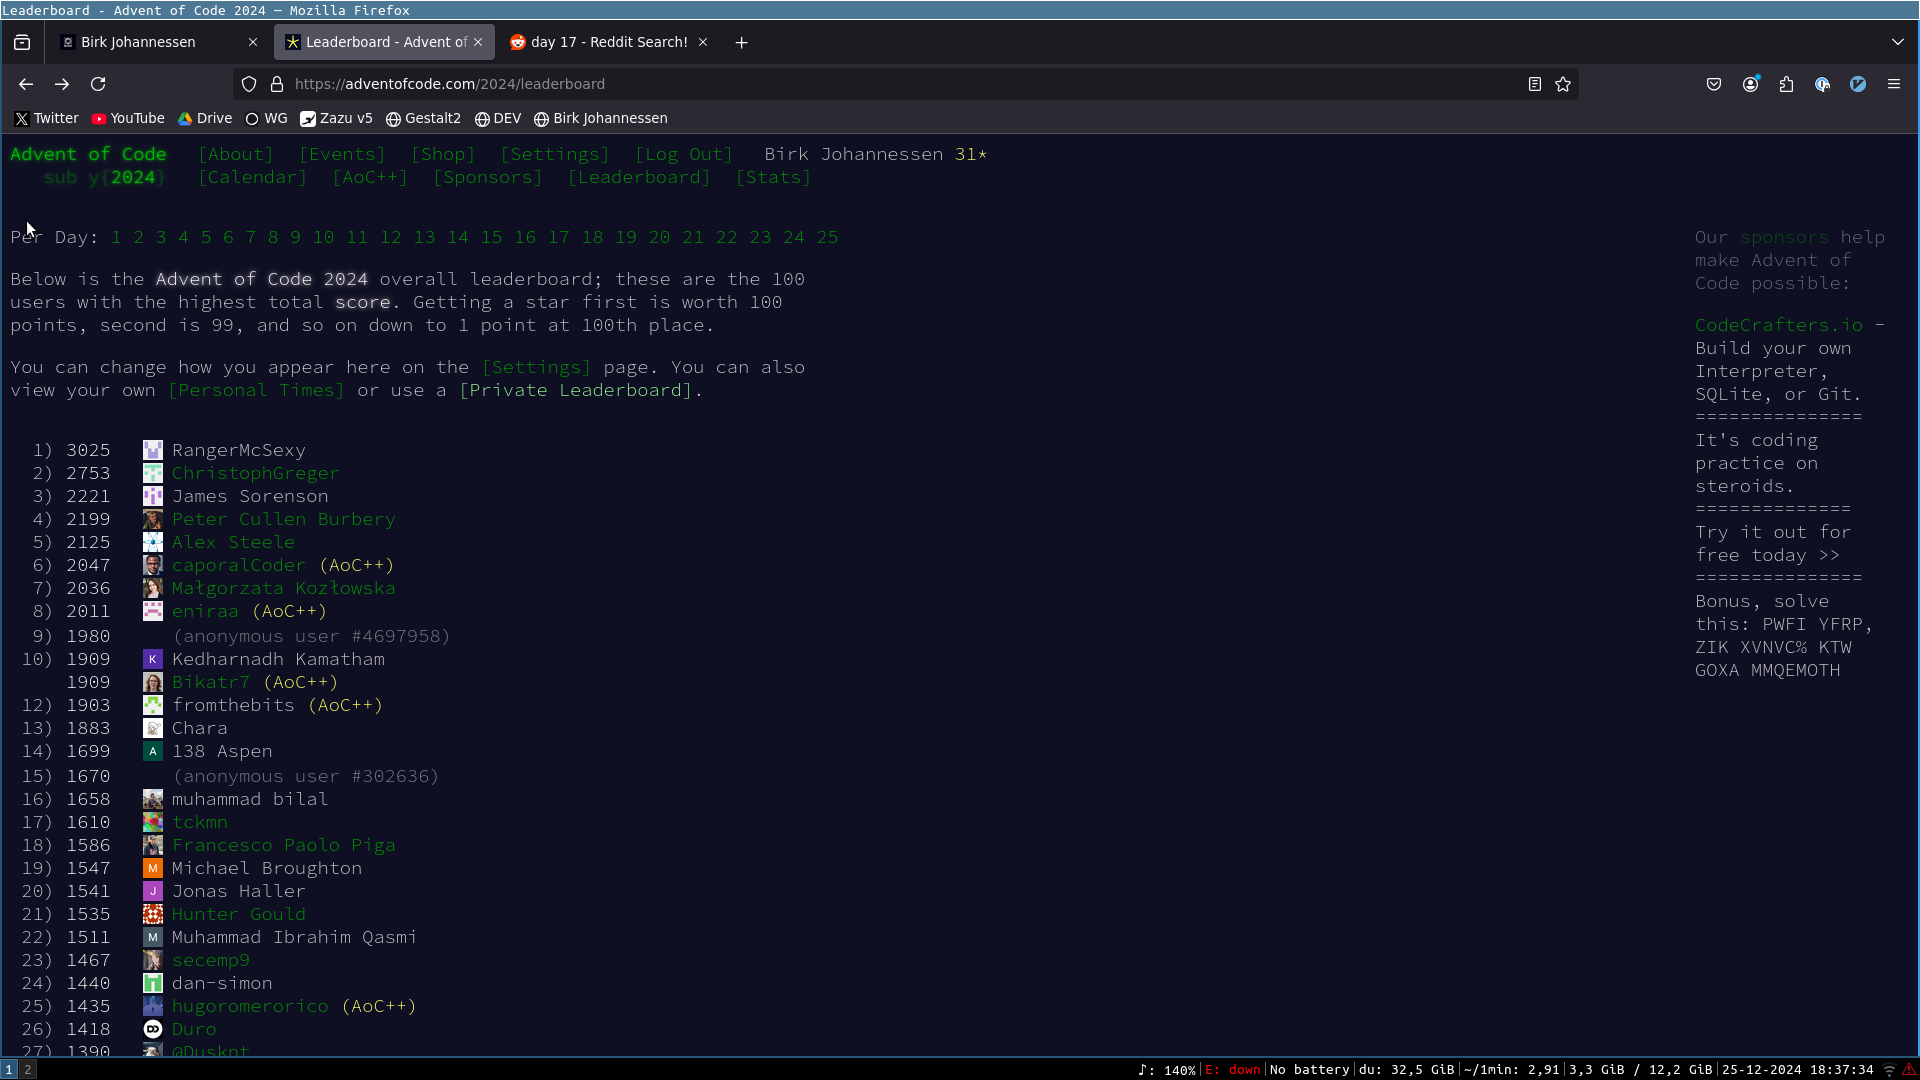 Leaderboard - Advent of Code 2024 — Mozilla Firefox
Birk Johannessen
Leaderboard - Advent of
day 17 - Reddit Search!
https://adventofcode.com/2024/leaderboard
Twitter YouTube Drive WG Zazu v5 Gestalt2 DEV Birk Johannessen
Advent of Code [About] [Events] [Shop] [Settings] [Log Out] Birk Johannessen 31*
sub y{2024} [Calendar] [AoC++] [Sponsors] [Leaderboard] [Stats]
Per Day: 1 2 3 4 5 6 7 8 9 10 11 12 13 14 15 16 17 18 19 20 21 22 23 24 25
Below is the Advent of Code 2024 overall leaderboard; these are the 100
users with the highest total score. Getting a star first is worth 100
points, second is 99, and so on down to 1 point at 100th place.
You can change how you appear here on the [Settings] page. You can also
view your own [Personal Times] or use a [Private Leaderboard].
1) 3025 RangerMcSexy
2) 2753 ChristophGreger
3) 2221 James Sorenson
4) 2199 Peter Cullen Burbery
5) 2125 Alex Steele
6) 2047 caporalCoder (AoC++)
7) 2036 Małgorzata Kozłowska
8) 2011 eniraa (AoC++)
9) 1980 (anonymous user #4697958)
10) 1909 K Kedharnadh Kamatham
1909 Bikatr7 (AoC++)
12) 1903 fromthebits (AoC++)
13) 1883 Chara
14) 1699 A 138 Aspen
15) 1670 (anonymous user #302636)
16) 1658 muhammad bilal
17) 1610 tckmn
18) 1586 Francesco Paolo Piga
19) 1547 M Michael Broughton
20) 1541 J Jonas Haller
21) 1535 Hunter Gould
22) 1511 M Muhammad Ibrahim Qasmi
23) 1467 secemp9
24) 1440 dan-simon
25) 1435 hugoromerorico (AoC++)
26) 1418 Duro
27) 1390 @Dusknt
Our sponsors help
make Advent of
Code possible:
CodeCrafters.io -
Build your own
Interpreter,
SQLite, or Git.
===============
It's coding
practice on
steroids.
==============
Try it out for
free today >>
===============
Bonus, solve
this: PWFI YFRP,
ZIK XVNVC% KTW
GOXA MMQEMOTH
1 2 ♪: 140% E: down No battery du: 32,5 GiB ~/1min: 2,91 3,3 GiB / 12,2 GiB 25-12-2024 18:37:34